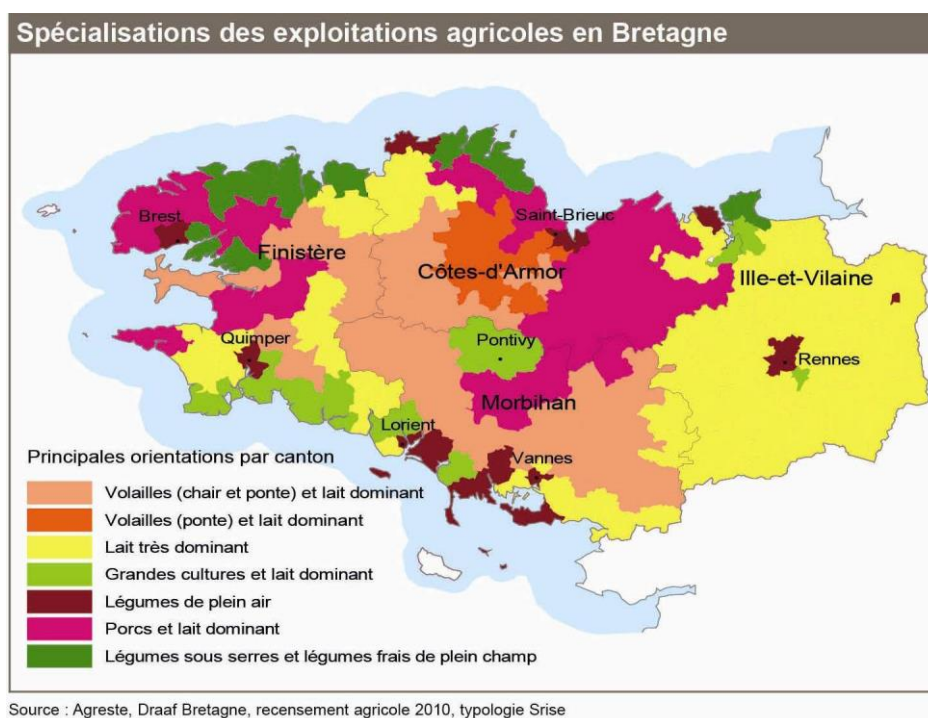 Spécialisations des exploitations agricoles en Bretagne
Brest
Saint-Brieuc
Finistère
Côtes-d'Armor
Ille-et-Vilaine
Quimper
Pontivy
Rennes
Morbihan
Lorient
Vannes
Principales orientations par canton
Volailles (chair et ponte) et lait dominant
Volailles (ponte) et lait dominant
Lait très dominant
Grandes cultures et lait dominant
Légumes de plein air
Porcs et lait dominant
Légumes sous serres et légumes frais de plein champ
Source : Agreste, Draaf Bretagne, recensement agricole 2010, typologie Srise